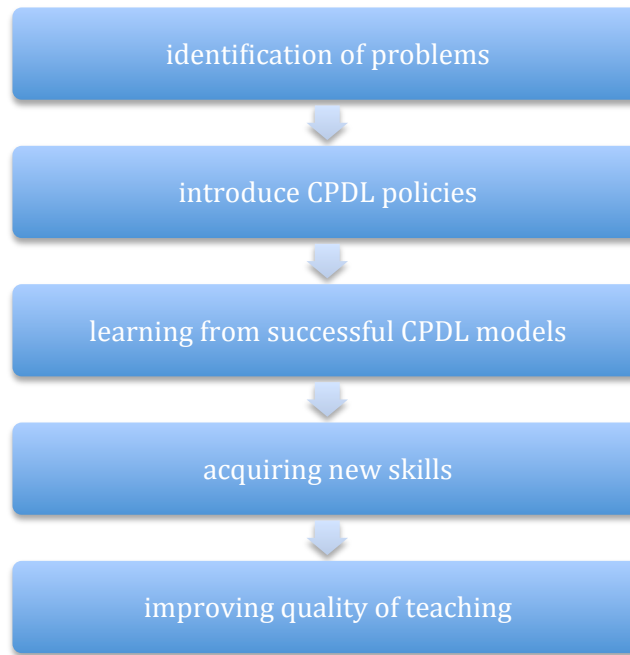 identification of problems
introduce CPDL policies
learning from successful CPDL models
acquiring new skills
improving quality of teaching